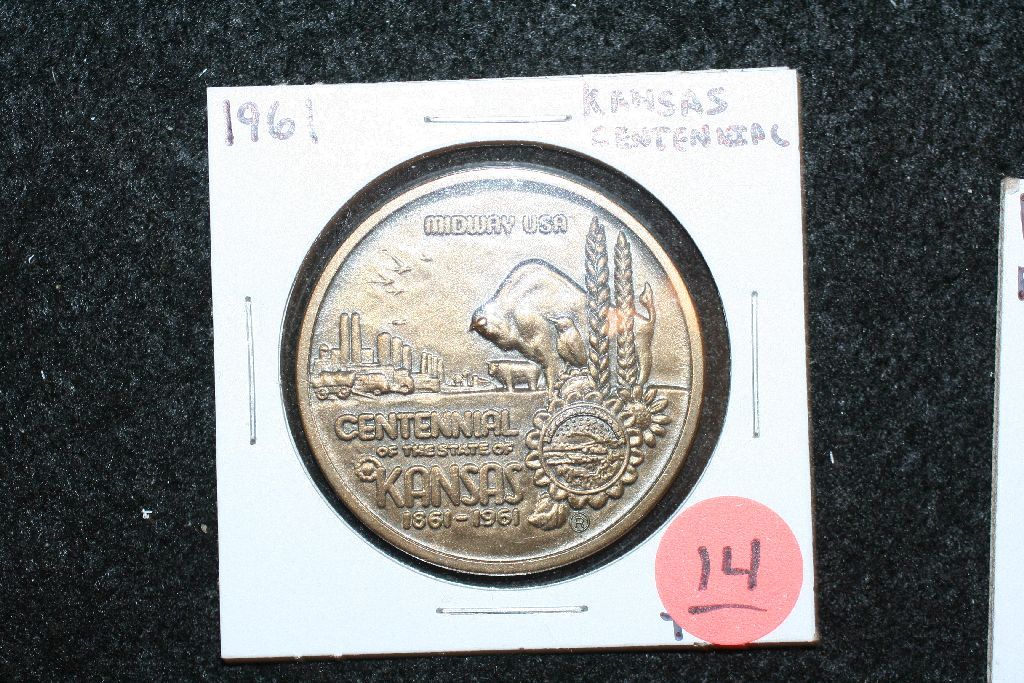 1961
KANSAS
CENTENNIAL
MIDWAY USA
CENTENNIAL
OF THE STATE OF
KANSAS
1861-1961
®
14